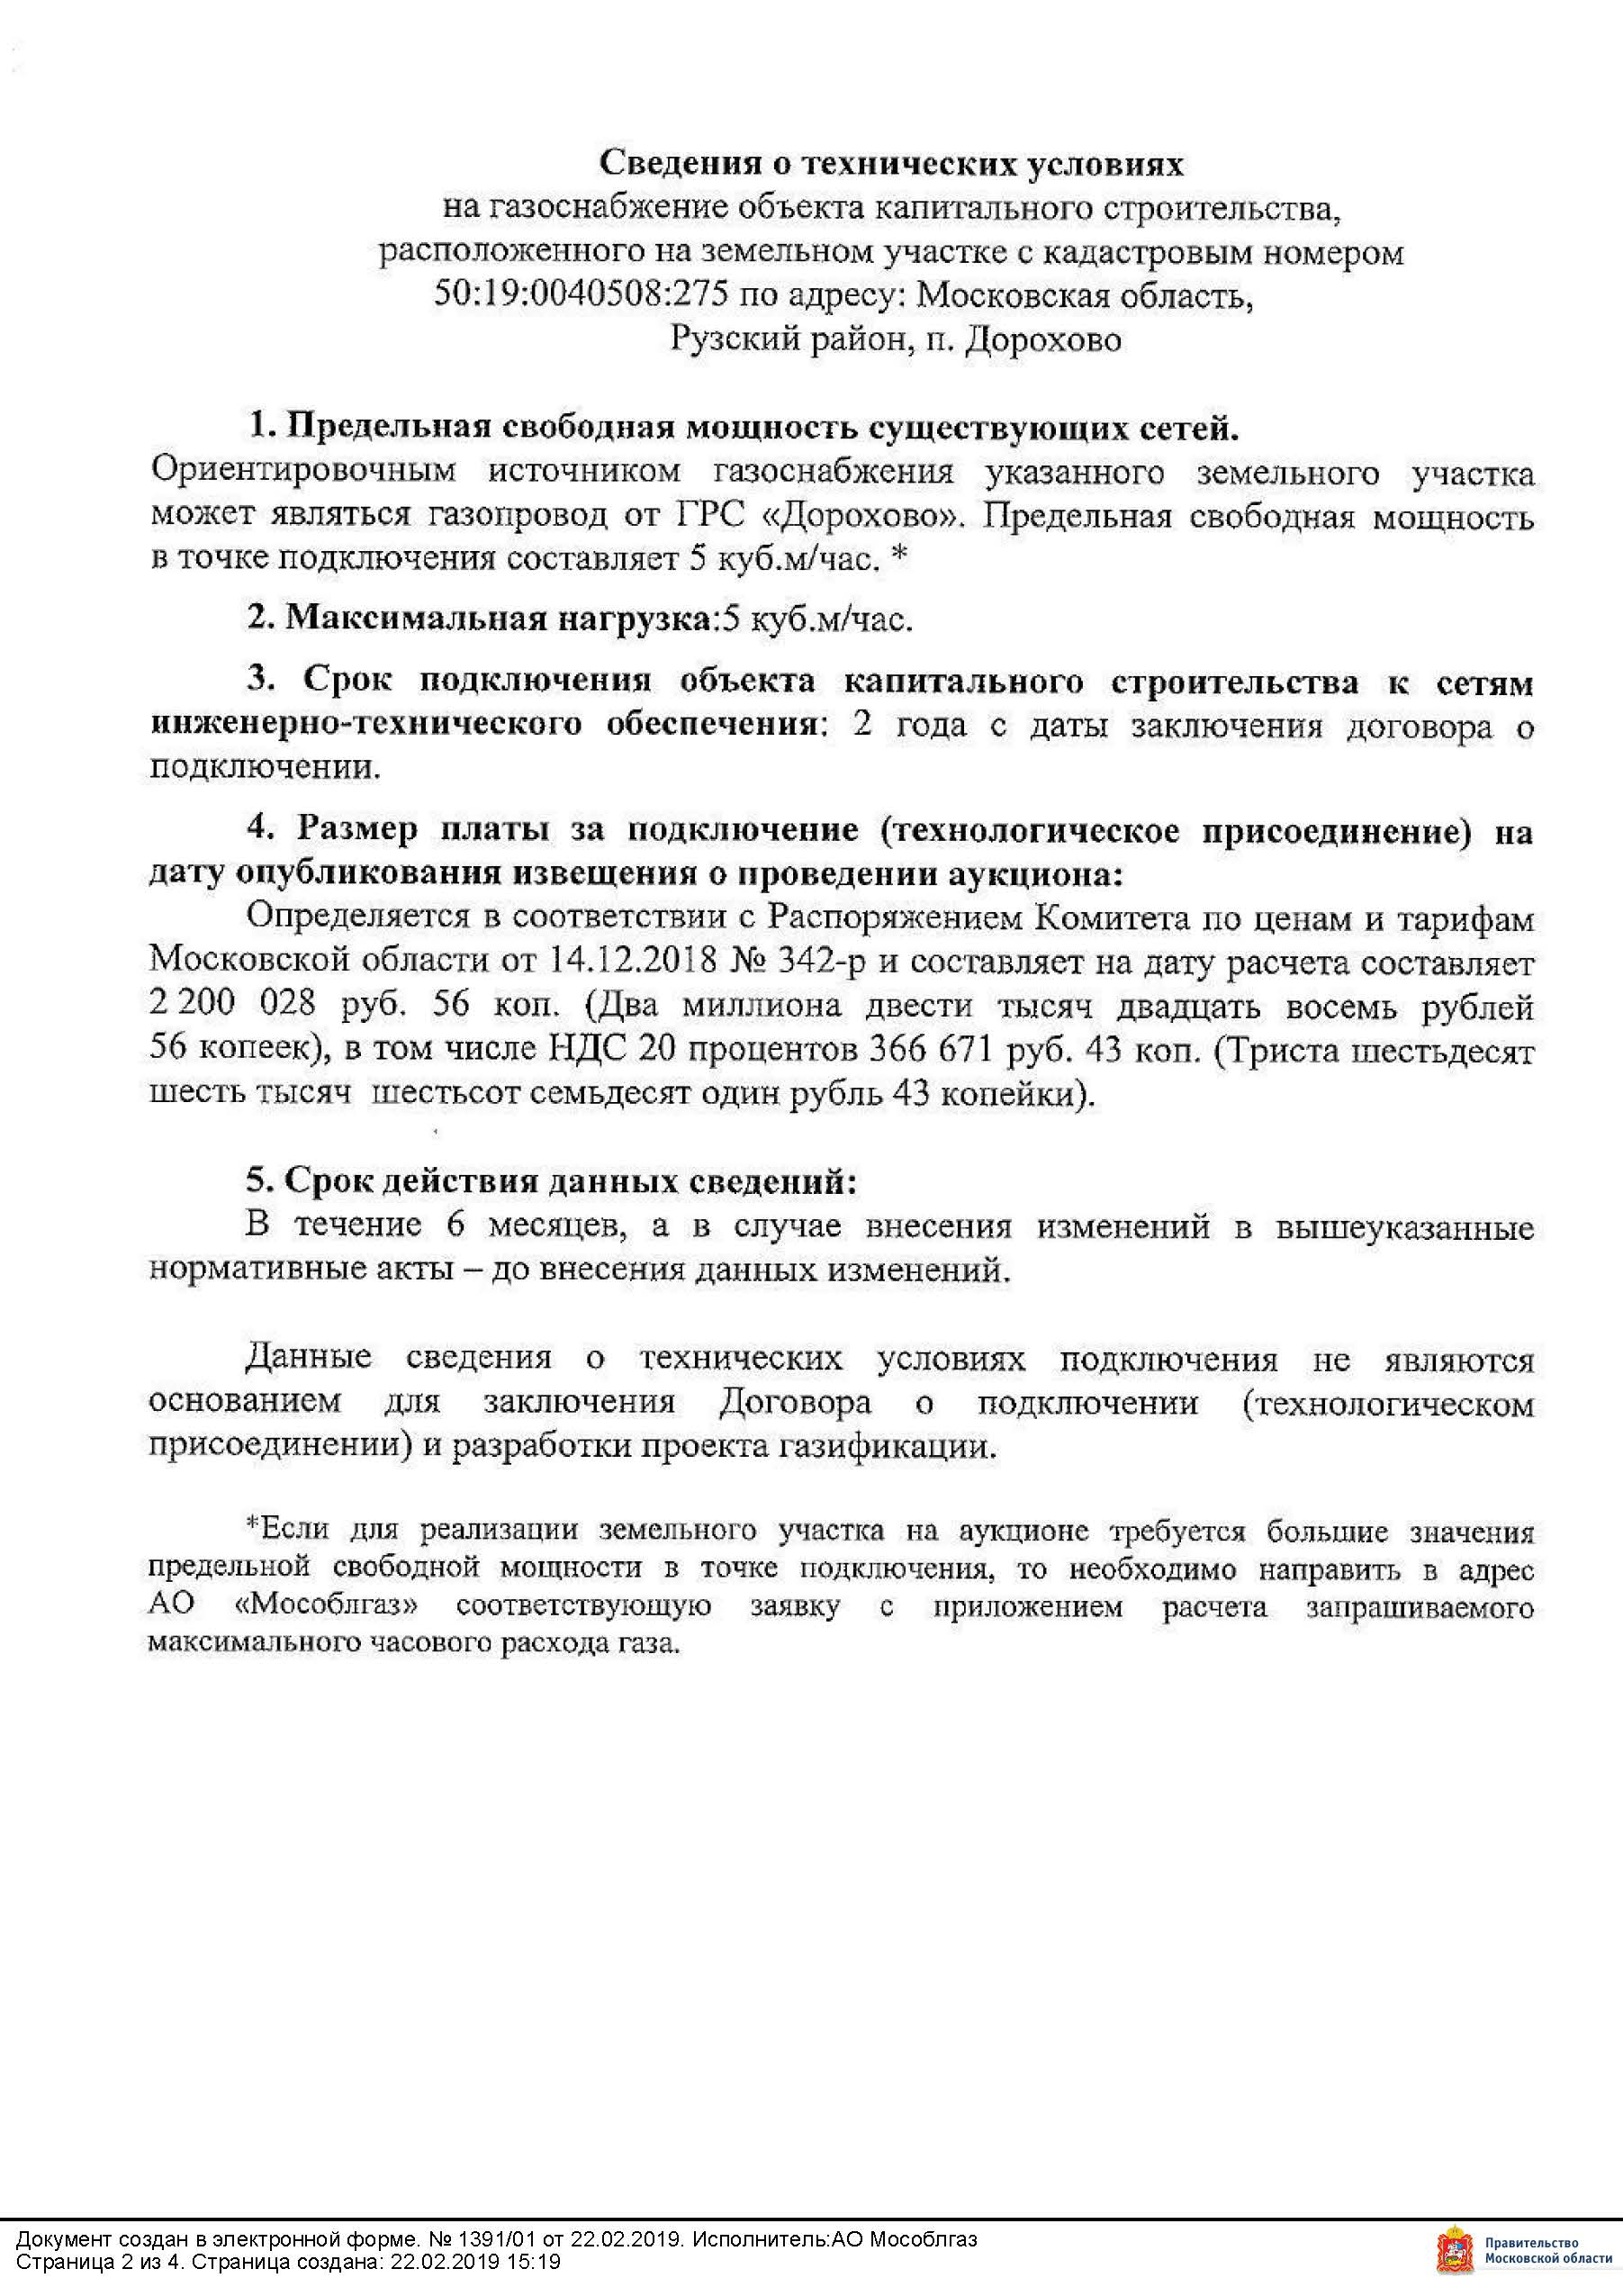 Сведения о технических условиях
на газоснабжение объекта капитального строительства,
расположенного на земельном участке с кадастровым номером
50:19:0040508:275 по адресу: Московская область,
Рузский район, п. Дорохово
1. Предельная свободная мощность существующих сетей.
Ориентировочным источником газоснабжения указанного земельного участка
может являться газопровод от ГРС «Дорохово». Предельная свободная мощность
в точке подключения составляет 5 куб.м/час. *
2. Максимальная нагрузка:5 куб.м/час.
3. Срок подключения объекта капитального строительства к сетям
инженерно-технического обеспечения: 2 года с даты заключения договора о
подключении.
4. Размер платы за подключение (технологическое присоединение) на
дату опубликования извещения о проведении аукциона:
Определяется в соответствии с Распоряжением Комитета по ценам и тарифам
Московской области от 14.12.2018 № 342-р и составляет на дату расчета составляет
2 200 028 руб. 56 коп. (Два миллиона двести тысяч двадцать восемь рублей
56 копеек), в том числе НДС 20 процентов 366 671 руб. 43 коп. (Триста шестьдесят
шесть тысяч шестьсот семьдесят один рубль 43 копейки).
5. Срок действия данных сведений:
В течение 6 месяцев, а в случае внесения изменений в вышеуказанные
нормативные акты – до внесения данных изменений.
Данные сведения о технических условиях подключения не являются
основанием для заключения Договора о подключении (технологическом
присоединении) и разработки проекта газификации.
*Если для реализации земельного участка на аукционе требуется большие значения
предельной свободной мощности в точке подключения, то необходимо направить в адрес
АО «Мособлгаз» соответствующую заявку с приложением расчета запрашиваемого
максимального часового расхода газа.
Документ создан в электронной форме. № 1391/01 от 22.02.2019. Исполнитель:АО Мособлгаз
Страница 2 из 4. Страница создана: 22.02.2019 15:19
Правительство
Московской области